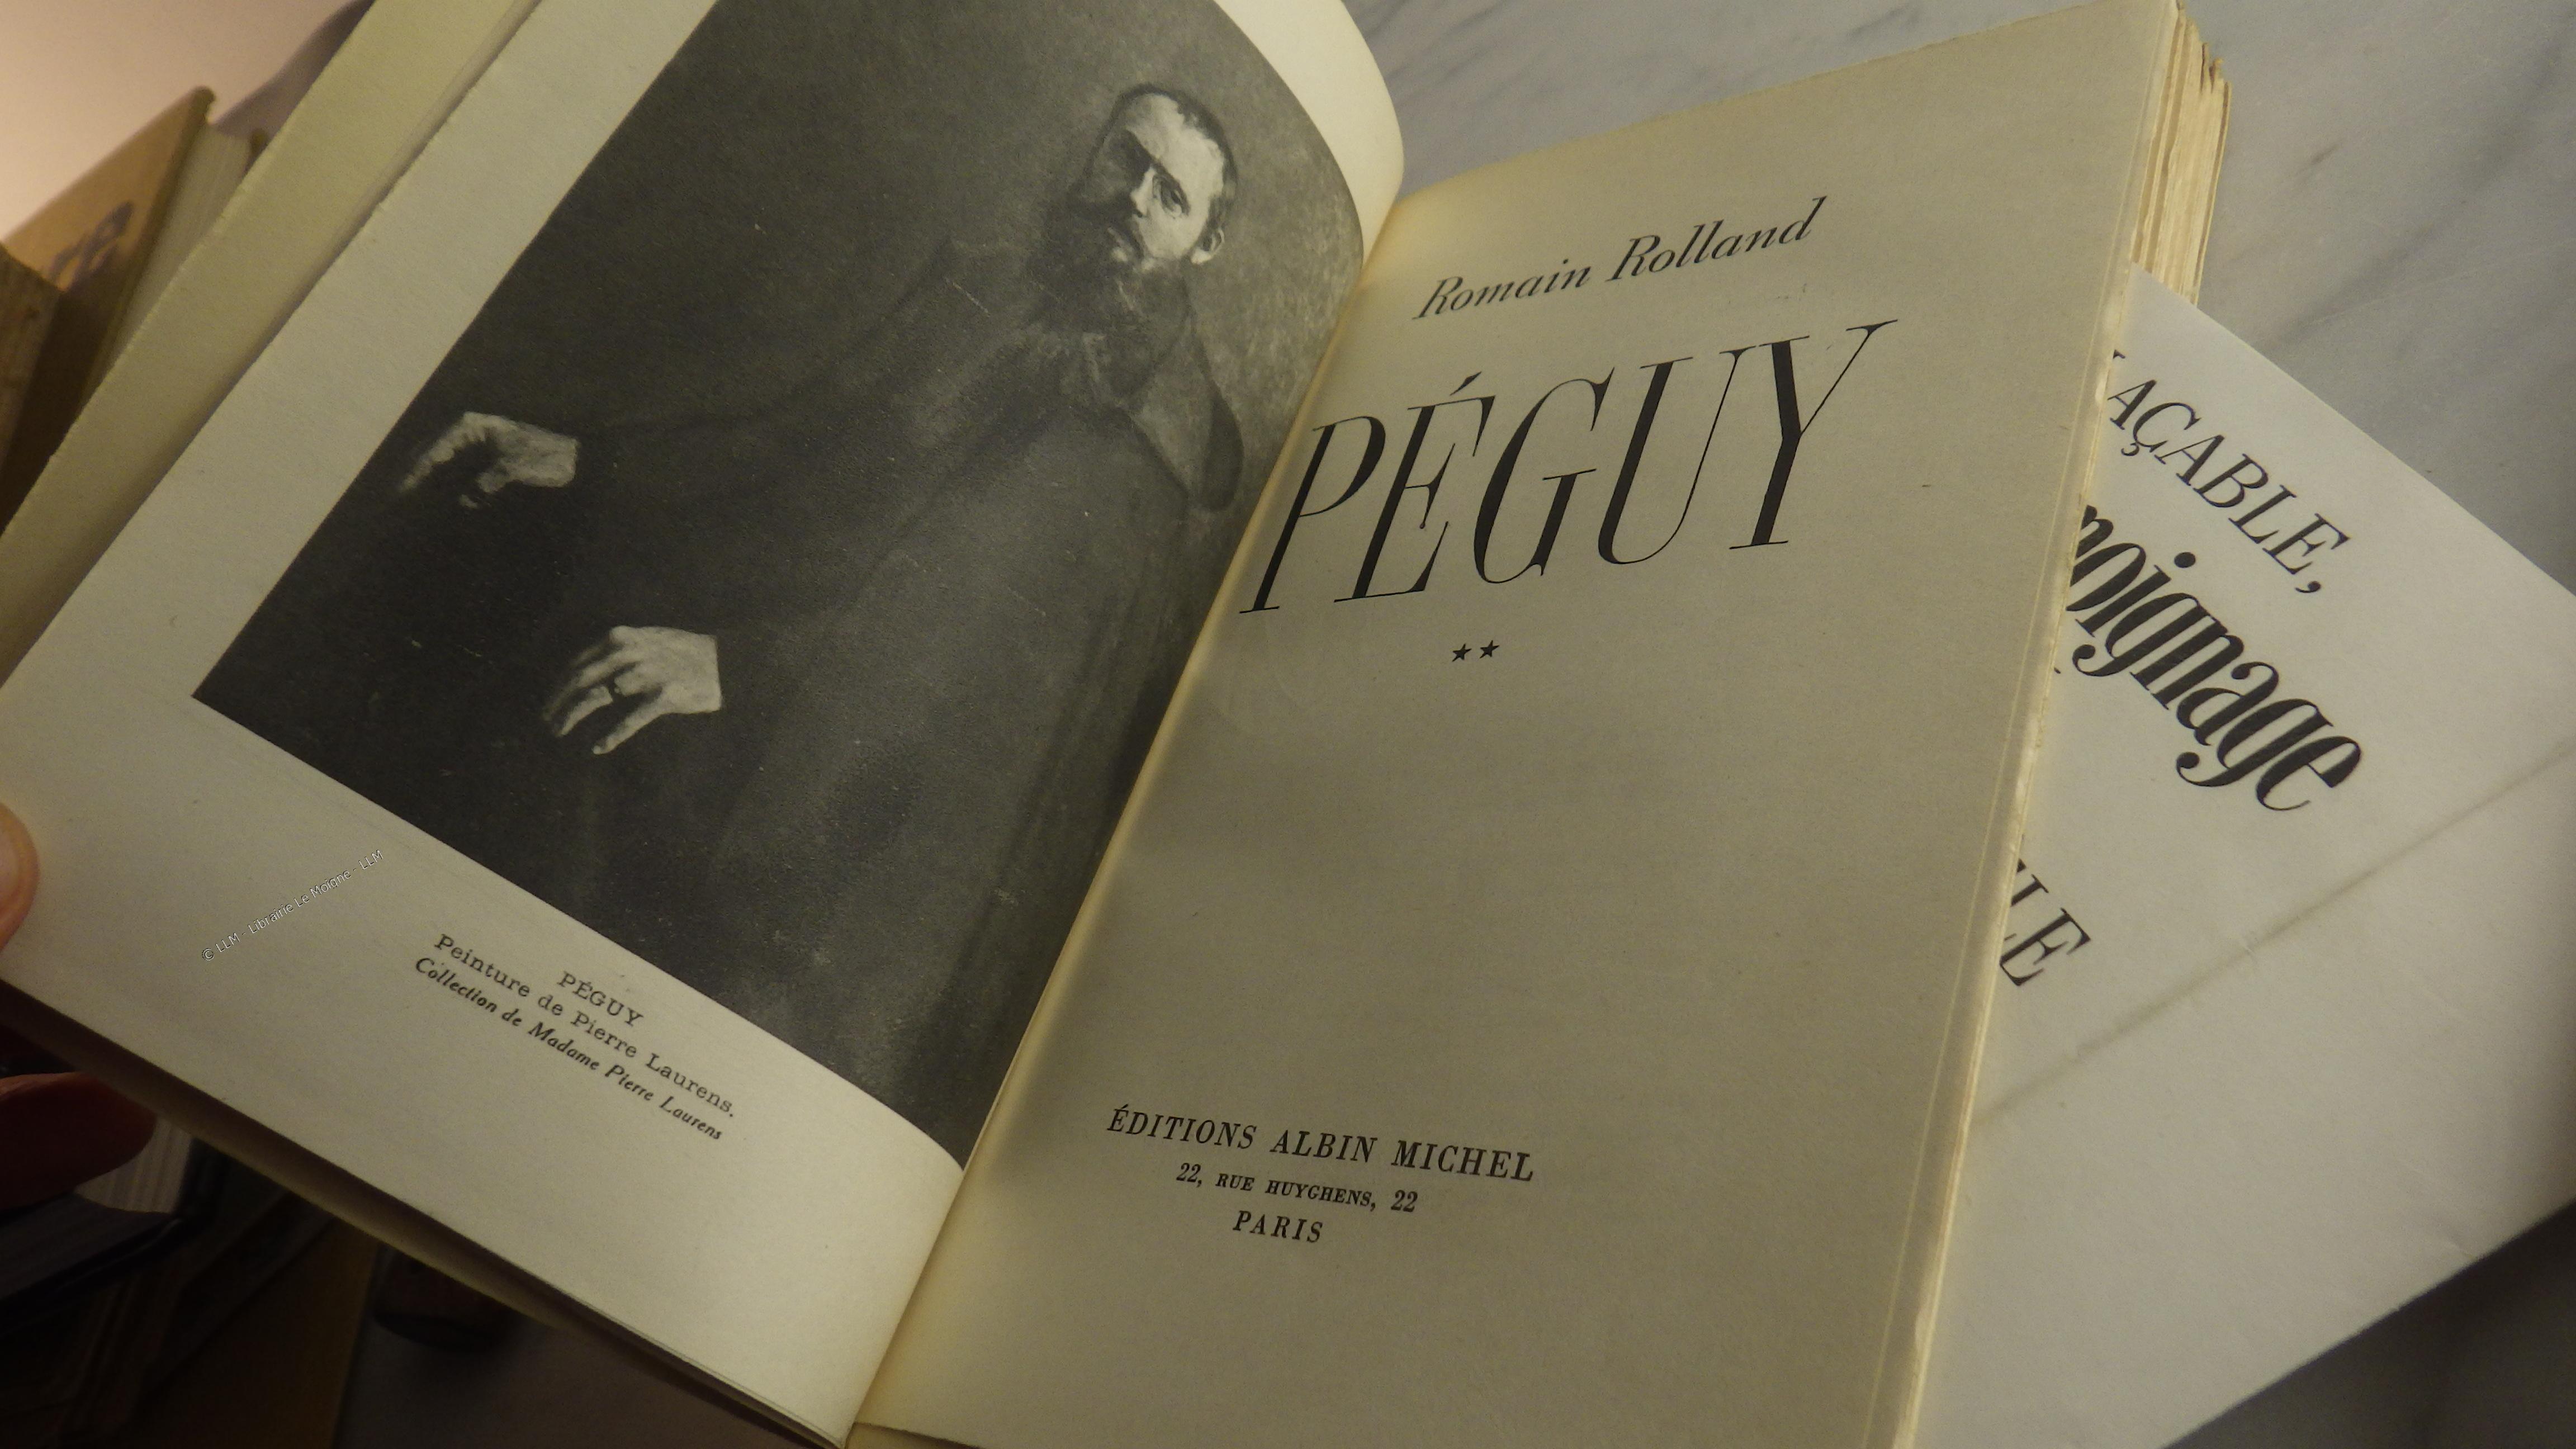 PÉGUY
Peinture de Pierre Laurens.
Collection de Madame Pierre Laurens
© LLM - Librairie Le Moigne - LLM
Romain Rolland
PÉGUY
★★
ÉDITIONS ALBIN MICHEL
22, RUE HUYGHENS, 22
PARIS